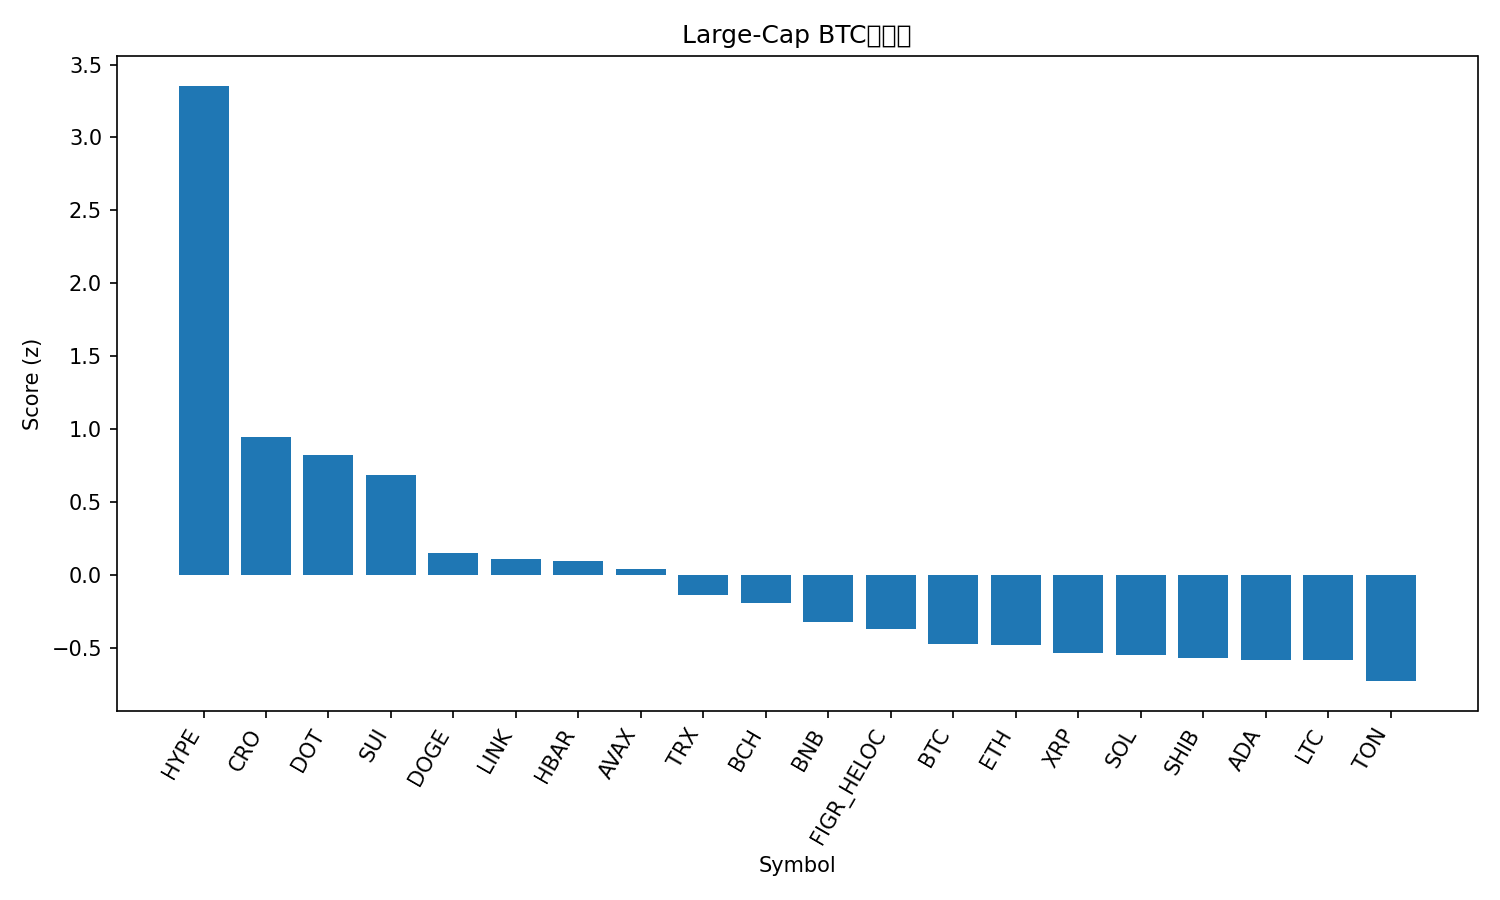 Large-Cap BTC
3.5
3.0
2.5
2.0
1.5
1.0
0.5
0.0
−0.5
Score (z)
HYPE
CRO
DOT
SUI
DOGE
LINK
HBAR
AVAX
TRX
BCH
BNB
FIGR_HELOC
BTC
ETH
XRP
SOL
SHIB
ADA
LTC
TON
Symbol